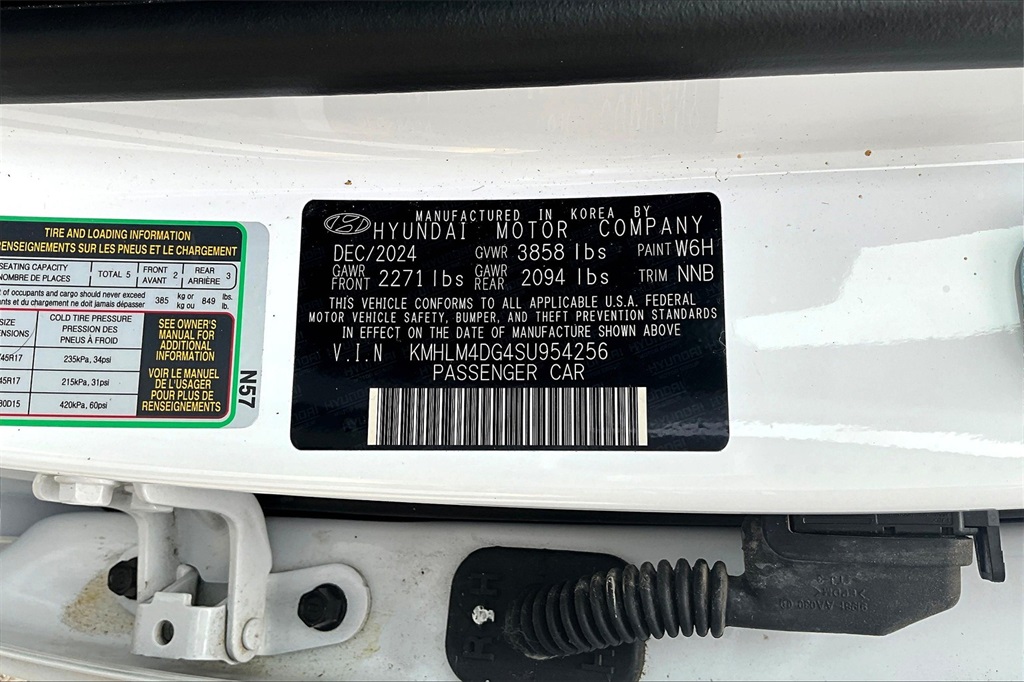 TIRE AND LOADING INFORMATION
RENSEIGNEMENTS SUR LES PNEUS ET LE CHARGEMENT
SEATING CAPACITY
NOMBRE DE PLACES
TOTAL 5
FRONT
AVANT 2
REAR
ARRIÈRE 3
of occupants and cargo should never exceed
et du chargement ne doit jamais dépasser
385
kg or
kg ou
849
lbs.
lb.
SIZE
COLD TIRE PRESSURE
PRESSION DES
PNEUS À FROID
45R17 235kPa, 34psi
45R17 215kPa, 31psi
80D15 420kPa, 60psi
SEE OWNER'S
MANUAL FOR
ADDITIONAL
INFORMATION
VOIR LE MANUEL
DE L'USAGER
POUR PLUS DE
RENSEIGNEMENTS
N57
MANUFACTURED IN KOREA BY
HYUNDAI MOTOR COMPANY
DEC/2024 GVWR 3858 lbs PAINT W6H
GAWR FRONT 2271 lbs GAWR REAR 2094 lbs TRIM NNB
THIS VEHICLE CONFORMS TO ALL APPLICABLE U.S.A. FEDERAL
MOTOR VEHICLE SAFETY, BUMPER, AND THEFT PREVENTION STANDARDS
IN EFFECT ON THE DATE OF MANUFACTURE SHOWN ABOVE
V.I.N KMHLM4DG4SU954256
PASSENGER CAR
R H